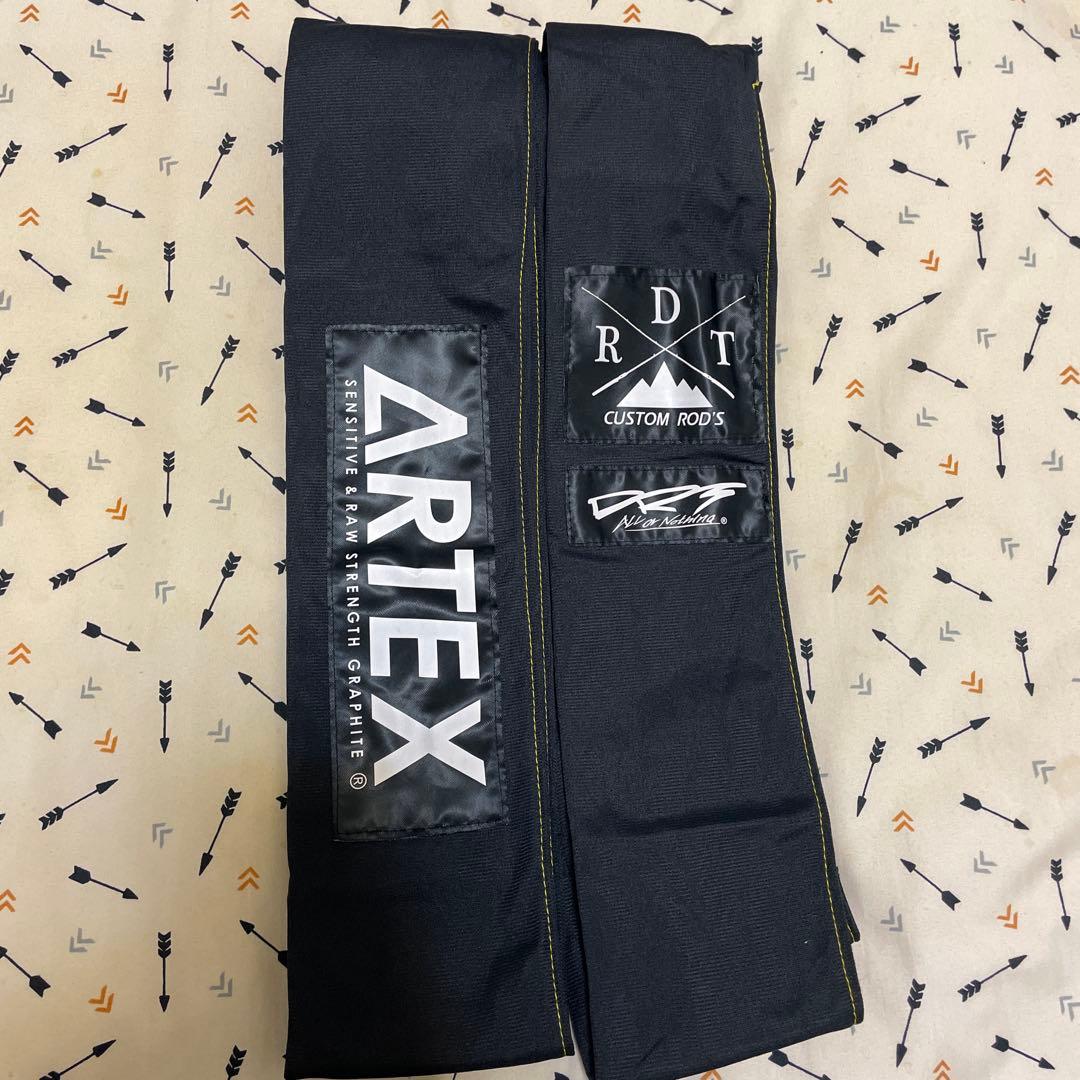 ARTEX
SENSITIVE & RAW STRENGTH GRAPHITE ®
R D T
CUSTOM ROD'S
DRT
All or Nothing ®